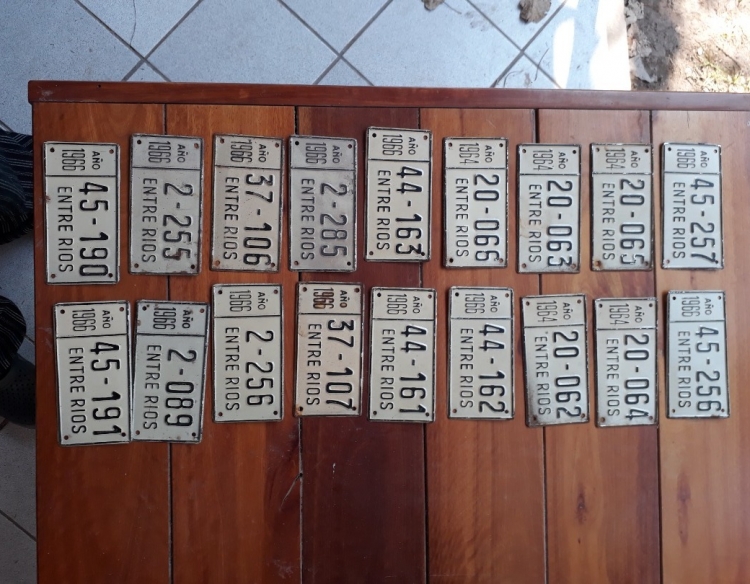 AÑO
1966
45-190
ENTRE RIOS
AÑO
1966
2-255
ENTRE RIOS
AÑO
1966
37-106
ENTRE RIOS
AÑO
1966
2-285
ENTRE RIOS
AÑO
1966
44-163
ENTRE RIOS
AÑO
1964
20-066
ENTRE RIOS
AÑO
1964
20-063
ENTRE RIOS
AÑO
1964
20-065
ENTRE RIOS
AÑO
1966
45-257
ENTRE RIOS
AÑO
1966
45-191
ENTRE RIOS
AÑO
1966
2-089
ENTRE RIOS
AÑO
1966
2-256
ENTRE RIOS
AÑO
1966
37-107
ENTRE RIOS
AÑO
1966
44-161
ENTRE RIOS
AÑO
1966
44-162
ENTRE RIOS
AÑO
1964
20-062
ENTRE RIOS
AÑO
1964
20-064
ENTRE RIOS
AÑO
1966
45-256
ENTRE RIOS